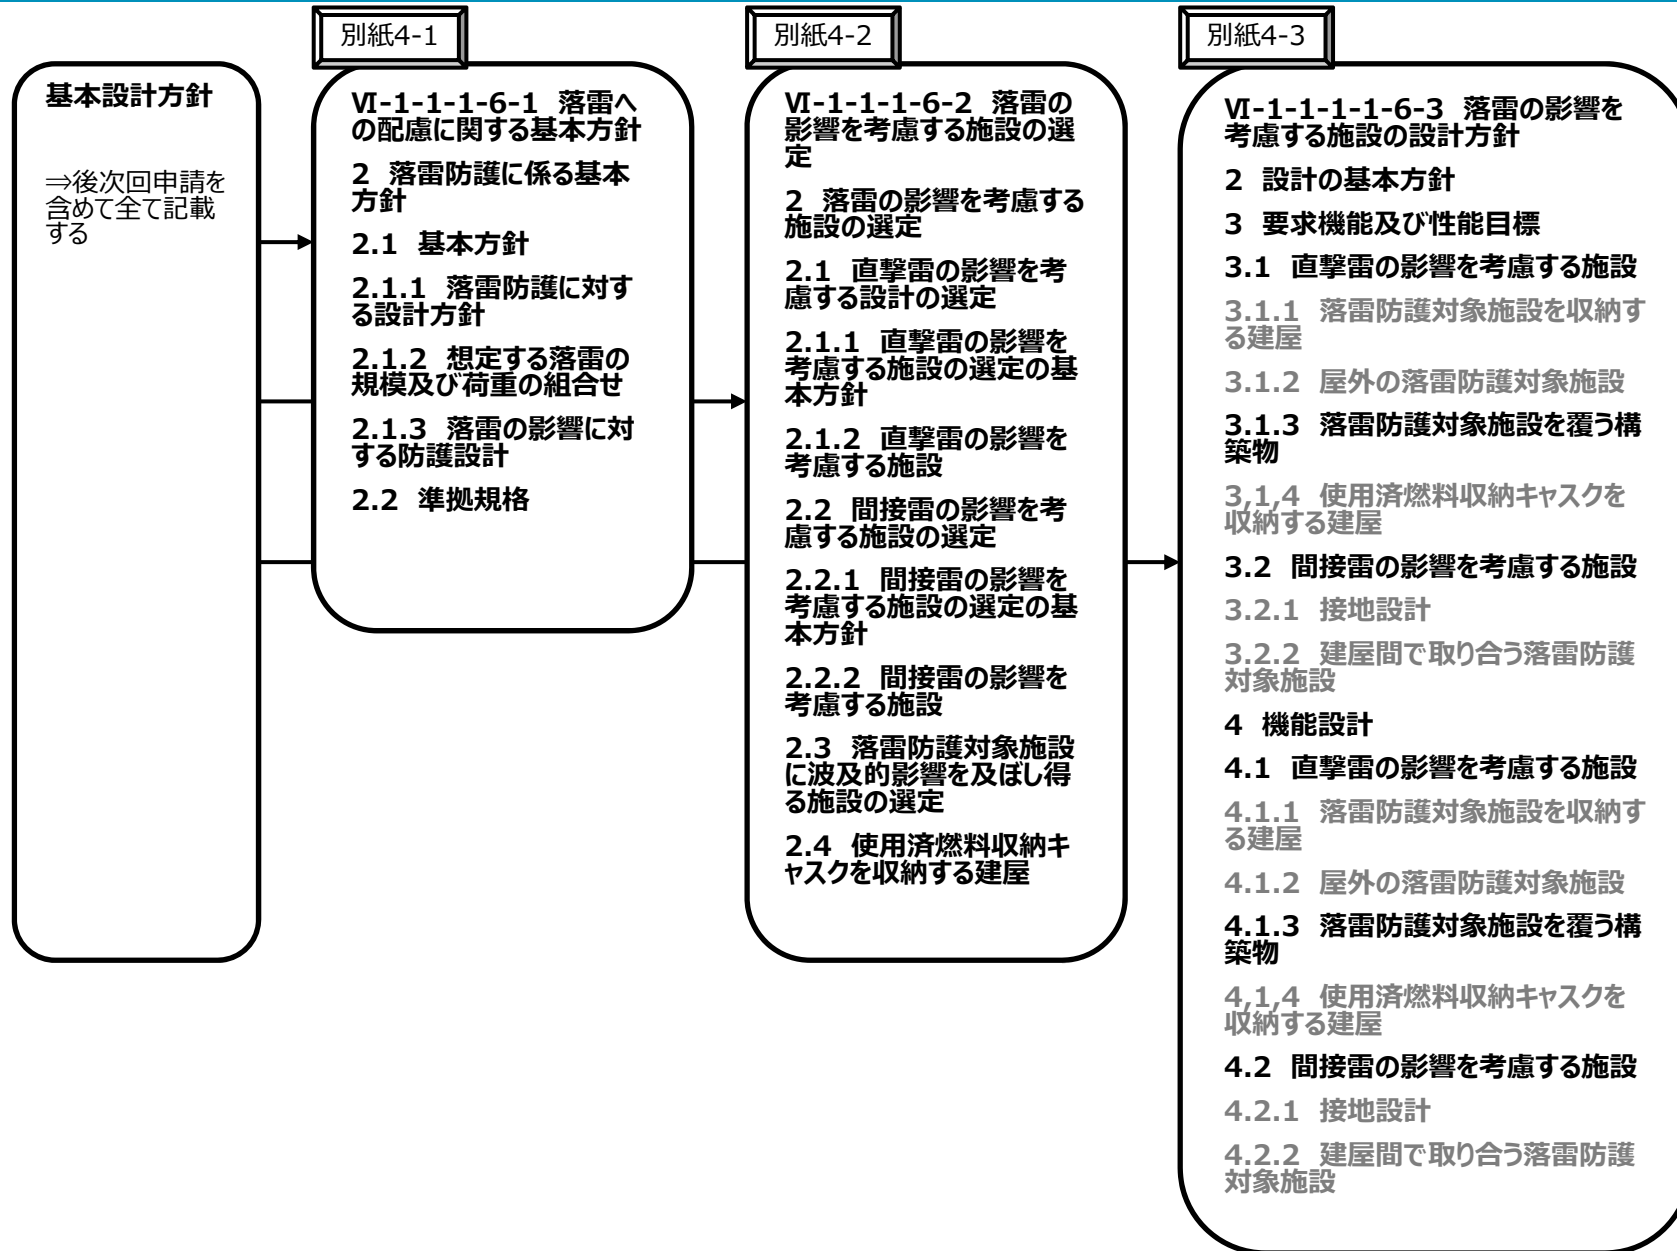 別紙4-1
別紙4-2
別紙4-3
基本設計方針
⇒後次回申請を
含めて全て記載
する
Ⅵ-1-1-1-6-1 落雷へ
の配慮に関する基本方針
2 落雷防護に係る基本
方針
2.1 基本方針
2.1.1 落雷防護に対す
る設計方針
2.1.2 想定する落雷の
規模及び荷重の組合せ
2.1.3 落雷の影響に対
する防護設計
2.2 準拠規格
Ⅵ-1-1-1-6-2 落雷の
影響を考慮する施設の選
定
2 落雷の影響を考慮する
施設の選定
2.1 直撃雷の影響を考
慮する設計の選定
2.1.1 直撃雷の影響を
考慮する施設の選定の基
本方針
2.1.2 直撃雷の影響を
考慮する施設
2.2 間接雷の影響を考
慮する施設の選定
2.2.1 間接雷の影響を
考慮する施設の選定の基
本方針
2.2.2 間接雷の影響を
考慮する施設
2.3 落雷防護対象施設
に波及的影響を及ぼし得
る施設の選定
2.4 使用済燃料収納キ
ャスクを収納する建屋
Ⅵ-1-1-1-1-6-3 落雷の影響を
考慮する施設の設計方針
2 設計の基本方針
3 要求機能及び性能目標
3.1 直撃雷の影響を考慮する施設
3.1.1 落雷防護対象施設を収納す
る建屋
3.1.2 屋外の落雷防護対象施設
3.1.3 落雷防護対象施設を覆う構
築物
3,1,4 使用済燃料収納キャスクを
収納する建屋
3.2 間接雷の影響を考慮する施設
3.2.1 接地設計
3.2.2 建屋間で取り合う落雷防護
対象施設
4 機能設計
4.1 直撃雷の影響を考慮する施設
4.1.1 落雷防護対象施設を収納す
る建屋
4.1.2 屋外の落雷防護対象施設
4.1.3 落雷防護対象施設を覆う構
築物
4,1,4 使用済燃料収納キャスクを
収納する建屋
4.2 間接雷の影響を考慮する施設
4.2.1 接地設計
4.2.2 建屋間で取り合う落雷防護
対象施設